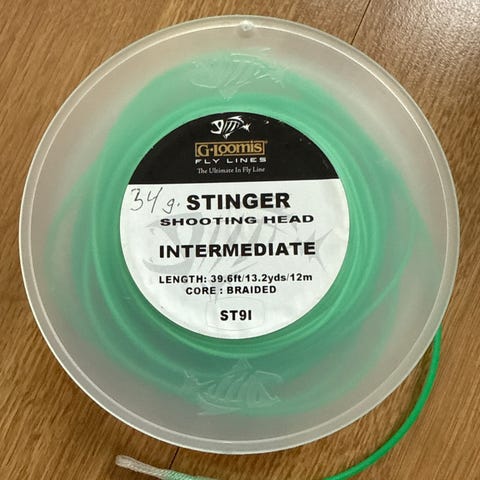 G·Loomis
FLY LINES
The Ultimate In Fly Line
34 g.
STINGER
SHOOTING HEAD
INTERMEDIATE
LENGTH: 39.6ft/13.2yds/12m
CORE : BRAIDED
ST9I